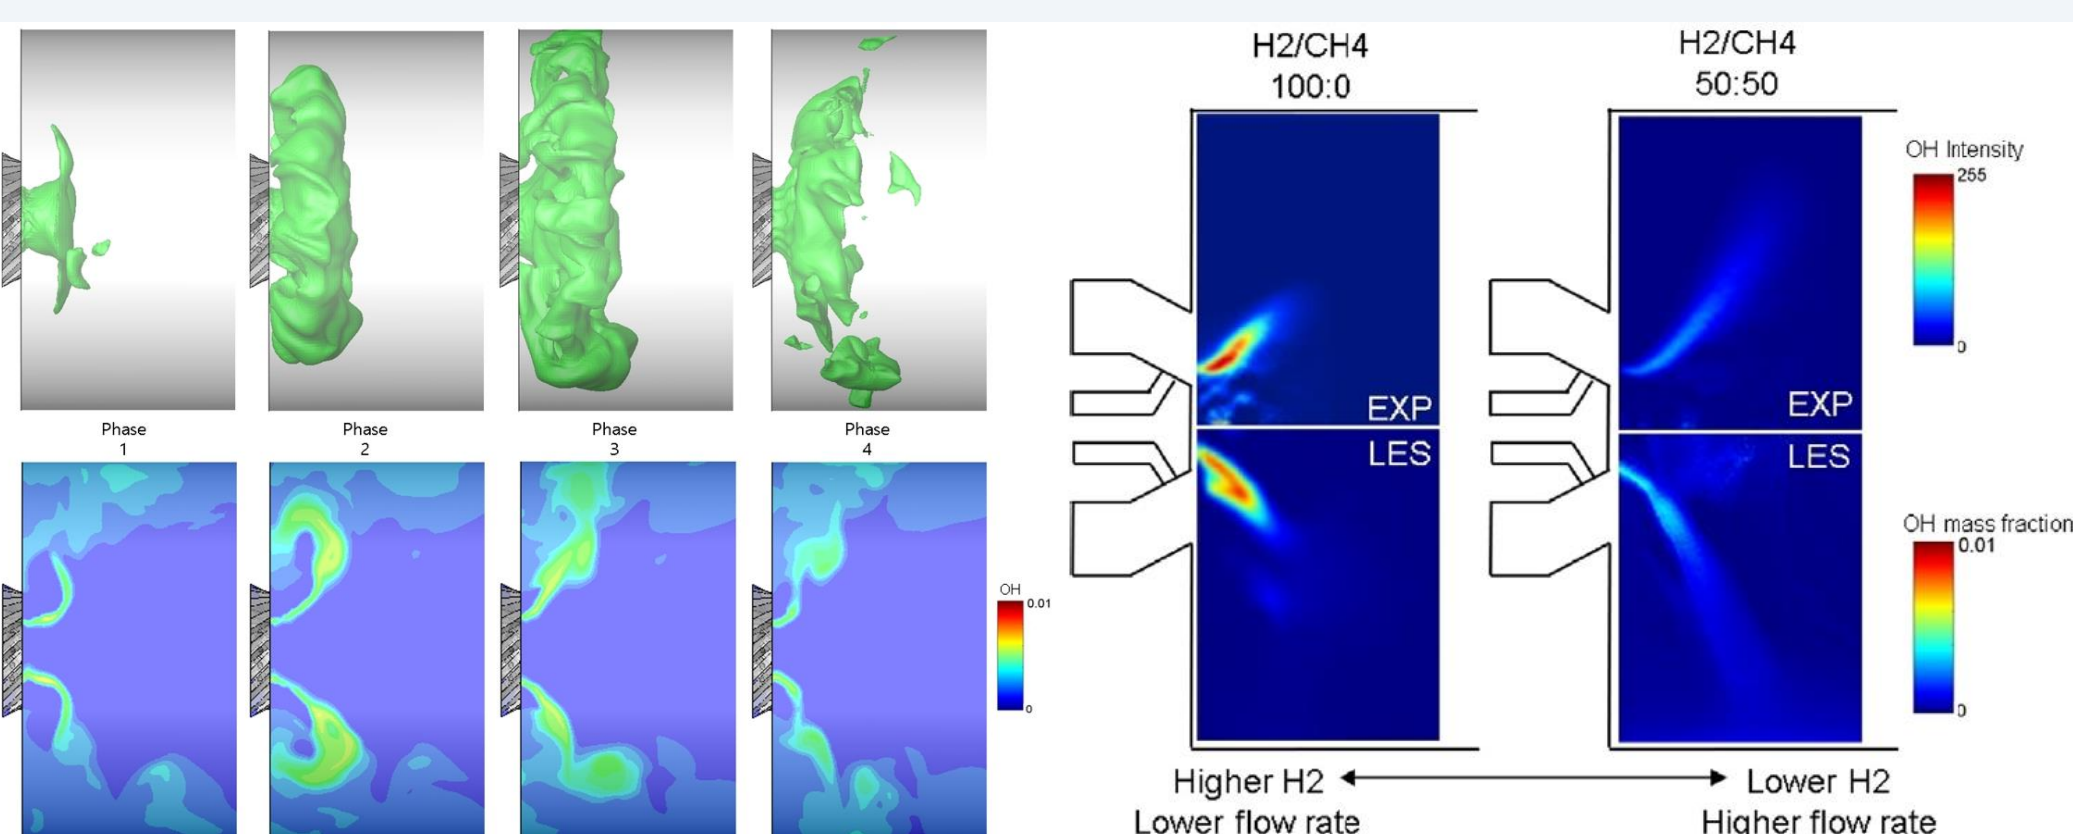 Phase
1
Phase
2
Phase
3
Phase
4
OH
0.01
0
H2/CH4
100:0
H2/CH4
50:50
EXP
LES
EXP
LES
OH Intensity
255
0
OH mass fraction
0.01
0
Higher H2
Lower flow rate
Lower H2
Higher flow rate